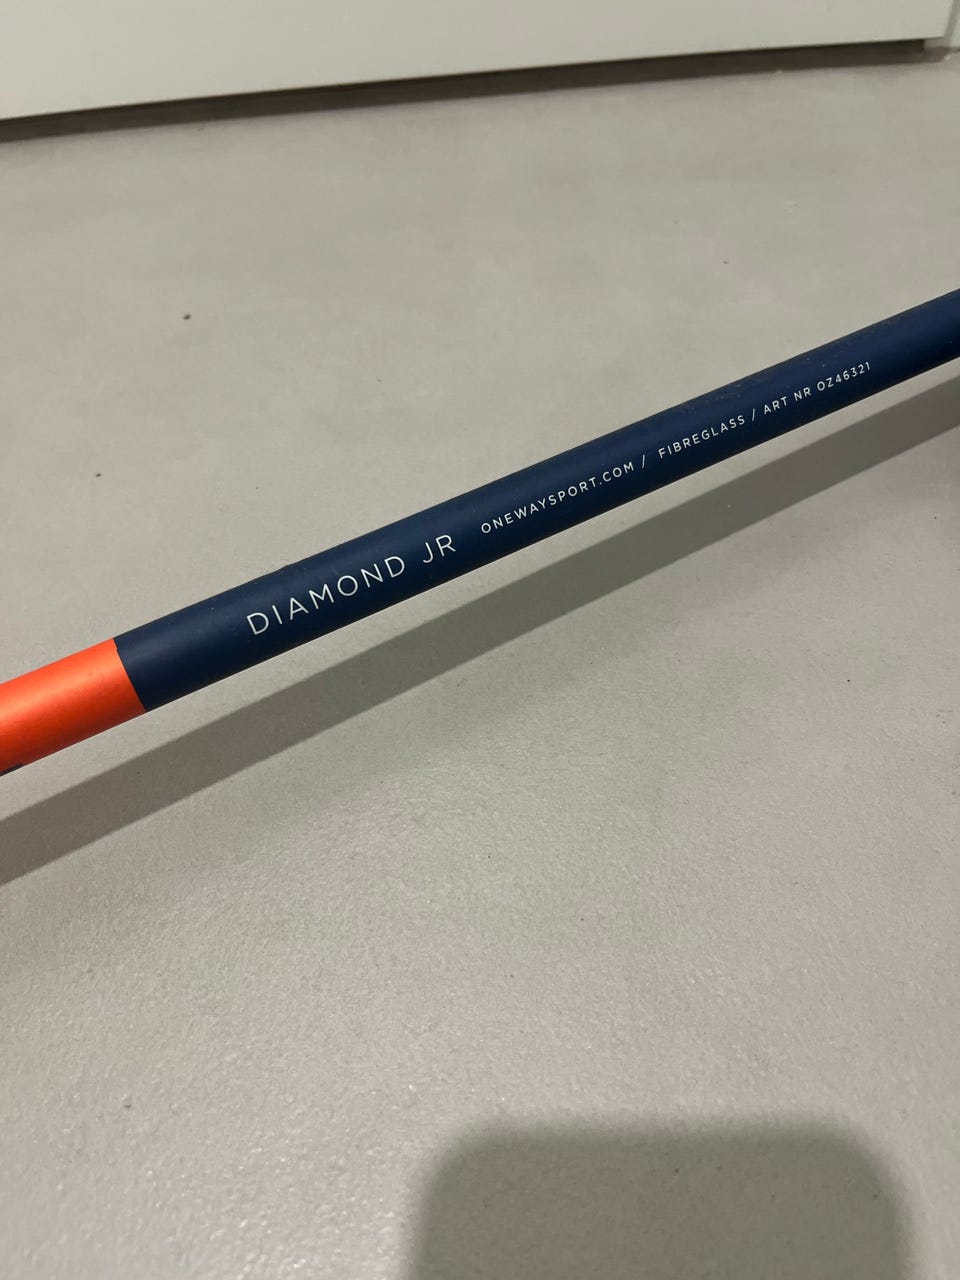 DIAMOND JR ONEWAYSPORT.COM / FIBREGLASS / ART NR OZ46321